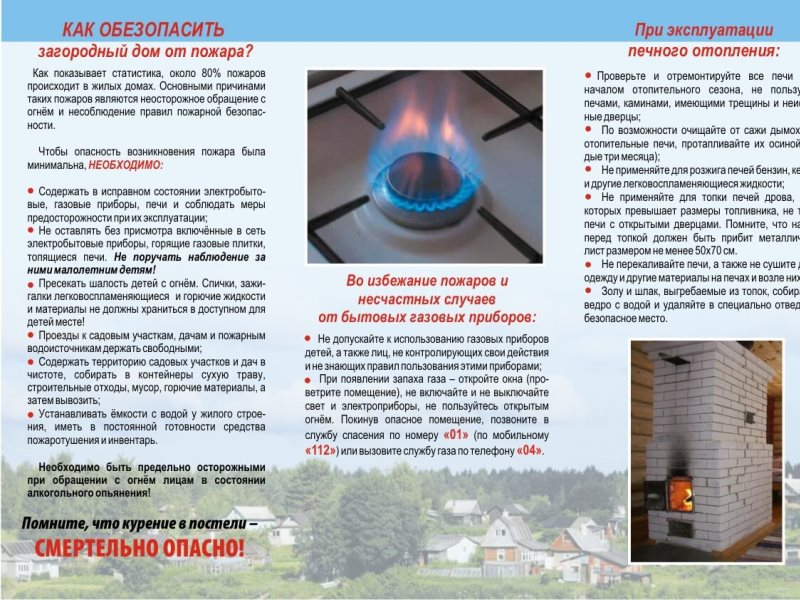 КАК ОБЕЗОПАСИТЬ
загородный дом от пожара?
Как показывает статистика, около 80% пожаров
происходит в жилых домах. Основными причинами
таких пожаров являются неосторожное обращение с
огнём и несоблюдение правил пожарной безопас-
ности.
Чтобы опасность возникновения пожара была
минимальна, НЕОБХОДИМО:
● Содержать в исправном состоянии электробыто-
вые, газовые приборы, печи и соблюдать меры
предосторожности при их эксплуатации;
● Не оставлять без присмотра включённые в сеть
электробытовые приборы, горящие газовые плитки,
топящиеся печи. Не поручать наблюдение за
ними малолетним детям!
● Пресекать шалость детей с огнём. Спички, зажи-
галки легковоспламеняющиеся и горючие жидкости
и материалы не должны храниться в доступном для
детей месте!
● Проезды к садовым участкам, дачам и пожарным
водоисточникам держать свободными;
● Содержать территорию садовых участков и дач в
чистоте, собирать в контейнеры сухую траву,
строительные отходы, мусор, горючие материалы, а
затем вывозить;
● Устанавливать ёмкости с водой у жилого строе-
ния, иметь в постоянной готовности средства
пожаротушения и инвентарь.
Необходимо быть предельно осторожными
при обращении с огнём лицам в состоянии
алкогольного опьянения!
Помните, что курение в постели –
СМЕРТЕЛЬНО ОПАСНО!
Во избежание пожаров и
несчастных случаев
от бытовых газовых приборов:
● Не допускайте к использованию газовых приборов
детей, а также лиц, не контролирующих свои действия
и не знающих правил пользования этими приборами;
● При появлении запаха газа – откройте окна (про-
ветрите помещение), не включайте и не выключайте
свет и электроприборы, не пользуйтесь открытым
огнём. Покинув опасное помещение, позвоните в
службу спасения по номеру «01» (по мобильному
«112») или вызовите службу газа по телефону «04».
При эксплуатации
печного отопления:
● Проверьте и отремонтируйте все печи
началом отопительного сезона, не пользу
печами, каминами, имеющими трещины и неис
ные дверцы;
● По возможности очищайте от сажи дымох
отопительные печи, протапливайте их осиной
дые три месяца);
● Не применяйте для розжига печей бензин, ке
и другие легковоспламеняющиеся жидкости;
● Не применяйте для топки печей дрова,
которых превышает размеры топливника, не т
печи с открытыми дверцами. Помните, что на
перед топкой должен быть прибит металлич
лист размером не менее 50х70 см.
● Не перекаливайте печи, а также не сушите д
одежду и другие материалы на печах и возле них
● Золу и шлак, выгребаемые из топок, собира
ведро с водой и удаляйте в специально отвед
безопасное место.